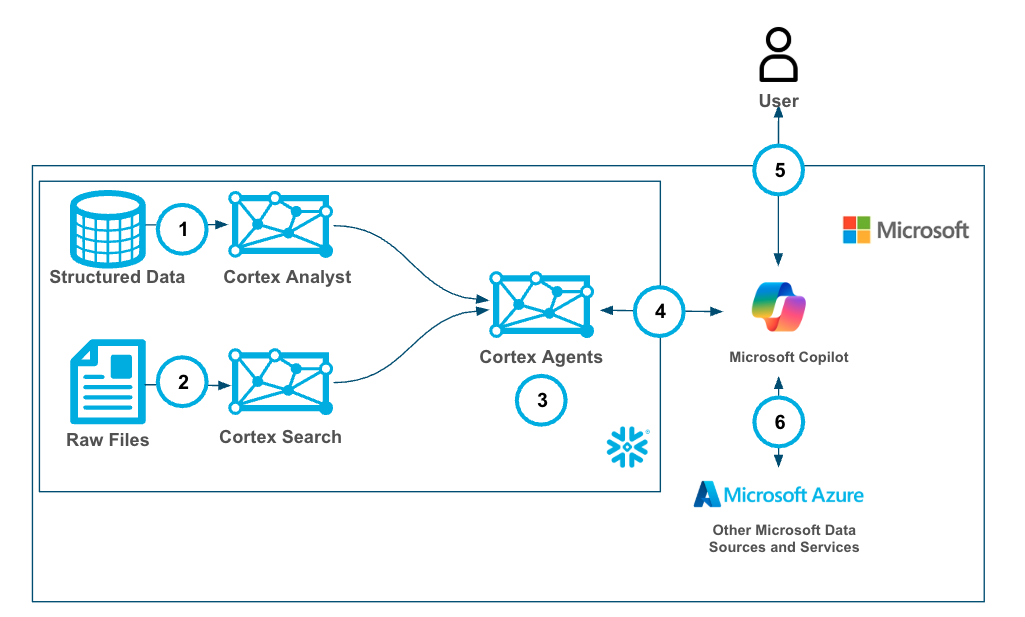 User
5
Microsoft
1
Structured Data
Cortex Analyst
4
Cortex Agents
Microsoft Copilot
3
2
Raw Files
Cortex Search
®
6
Microsoft Azure
Other Microsoft Data
Sources and Services